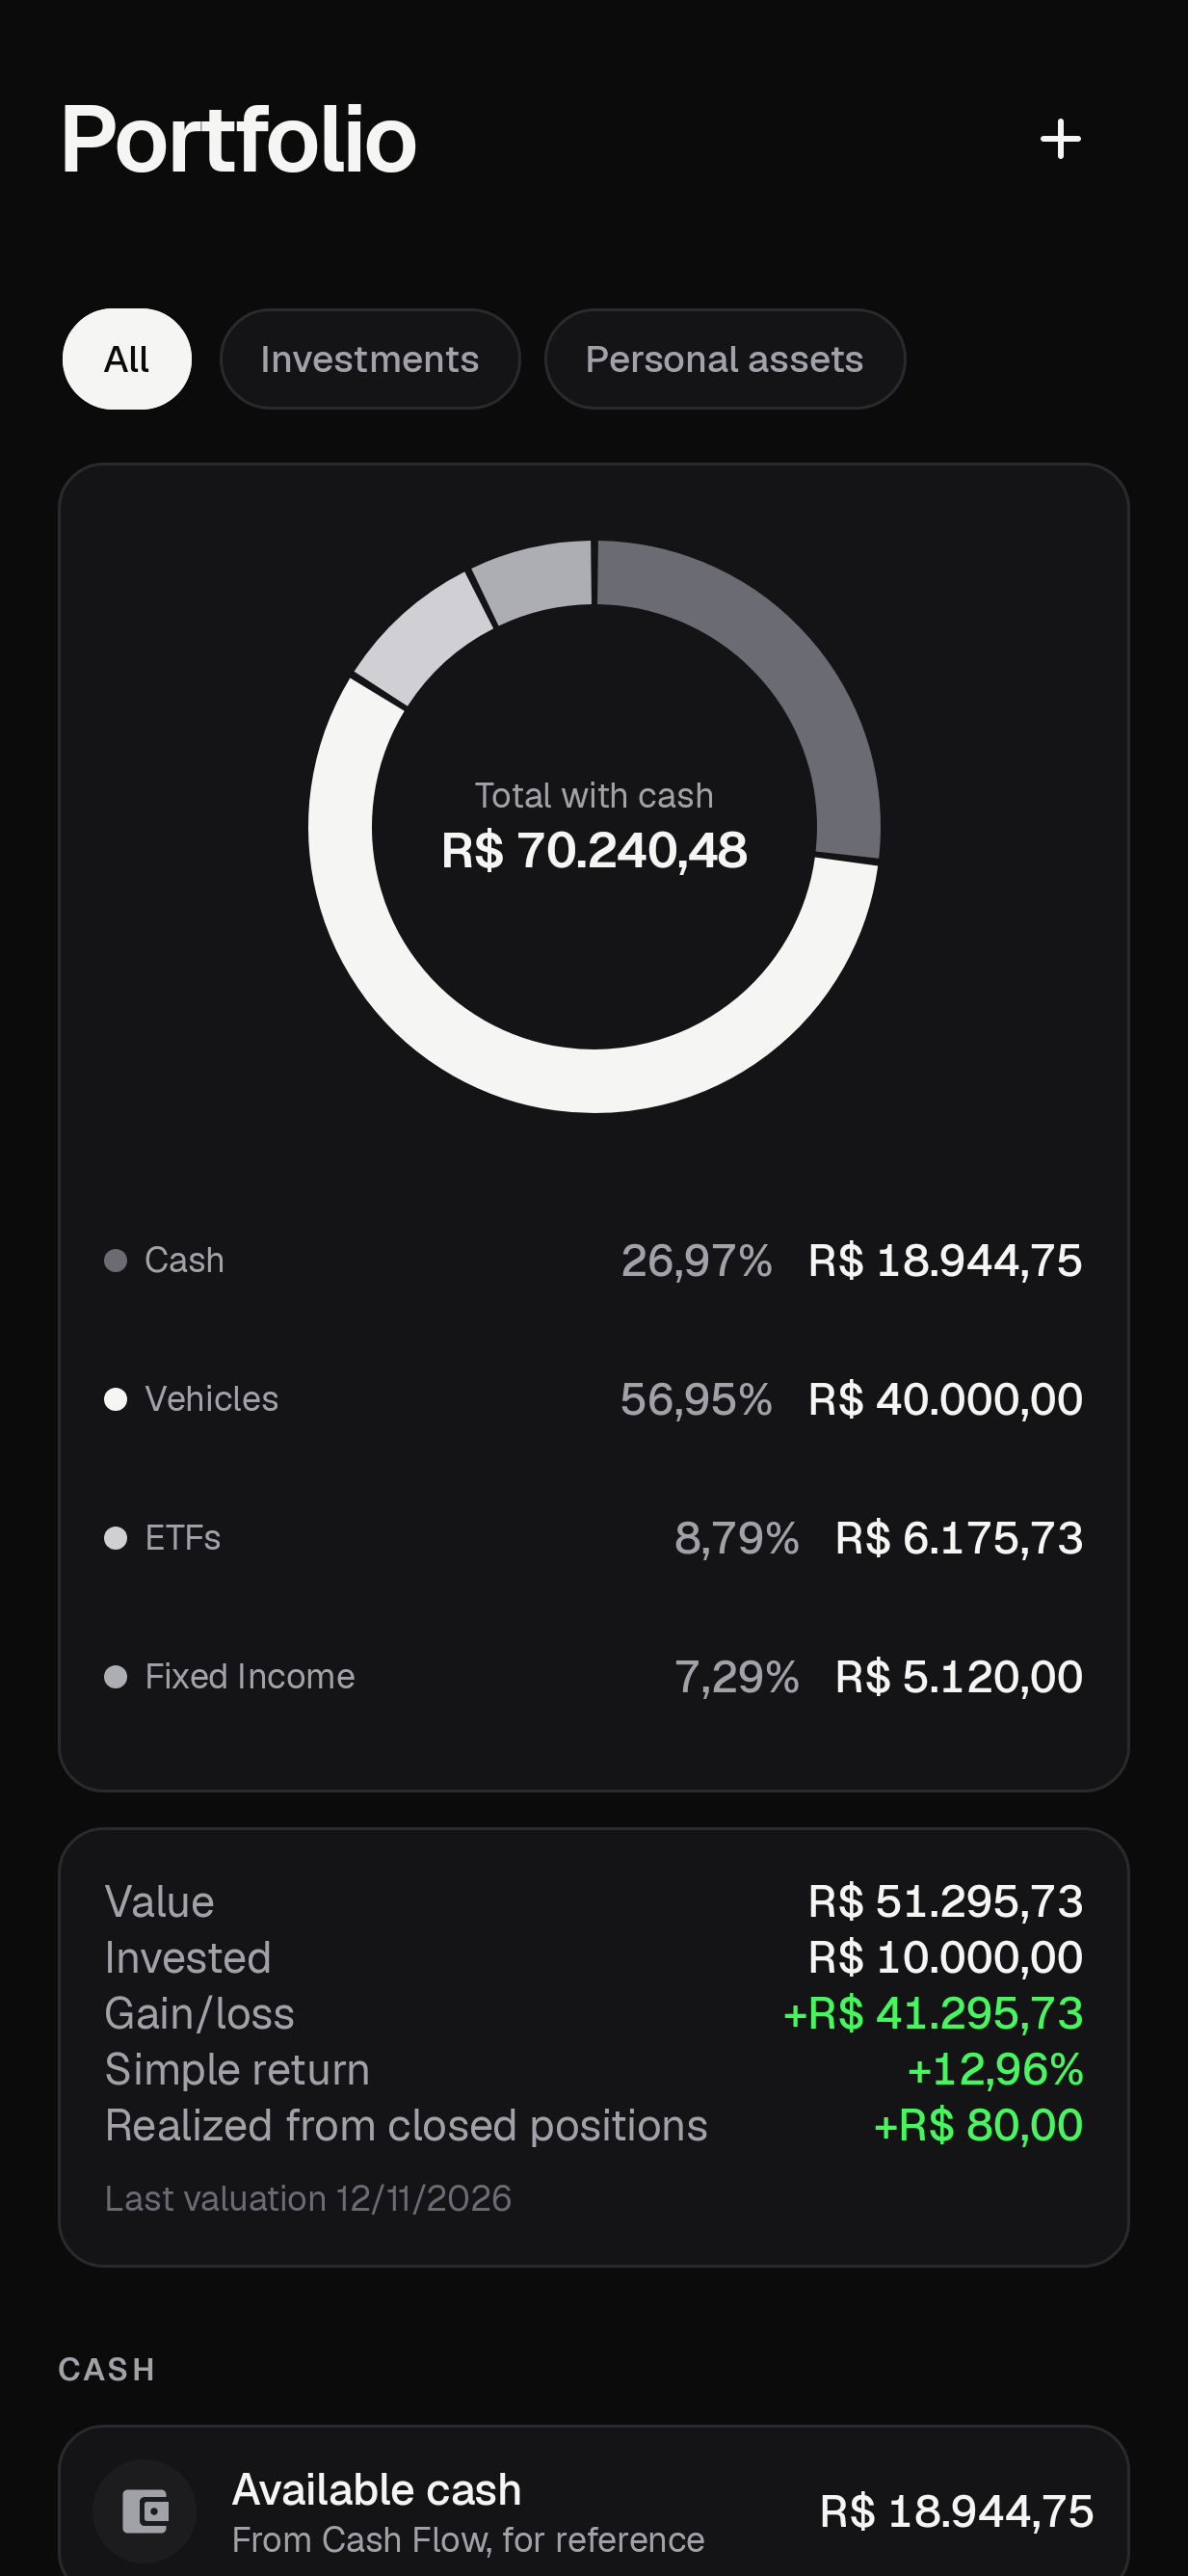 Portfolio
All Investments Personal assets
Total with cash
R$ 70.240,48
Cash 26,97% R$ 18.944,75
Vehicles 56,95% R$ 40.000,00
ETFs 8,79% R$ 6.175,73
Fixed Income 7,29% R$ 5.120,00
Value R$ 51.295,73
Invested R$ 10.000,00
Gain/loss +R$ 41.295,73
Simple return +12,96%
Realized from closed positions +R$ 80,00
Last valuation 12/11/2026
CASH
Available cash R$ 18.944,75
From Cash Flow, for reference